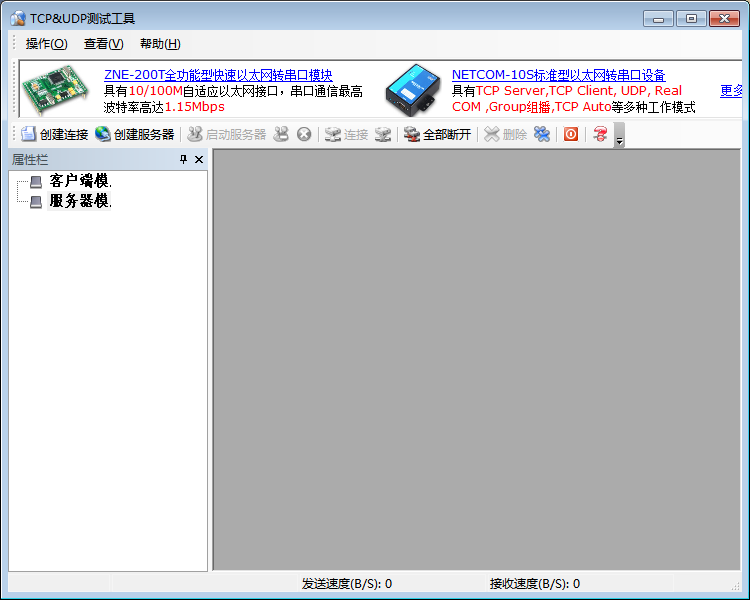 TCP&UDP测试工具
操作(O) 查看(V) 帮助(H)
ZNE-200T全功能型快速以太网转串口模块
具有10/100M自适应以太网接口，串口通信最高
波特率高达1.15Mbps
NETCOM-10S标准型以太网转串口设备
具有TCP Server,TCP Client, UDP, Real
COM ,Group组播,TCP Auto等多种工作模式
更多
创建连接 创建服务器 启动服务器 连接 全部断开 删除
属性栏
客户端模.
服务器模.
发送速度(B/S): 0 接收速度(B/S): 0